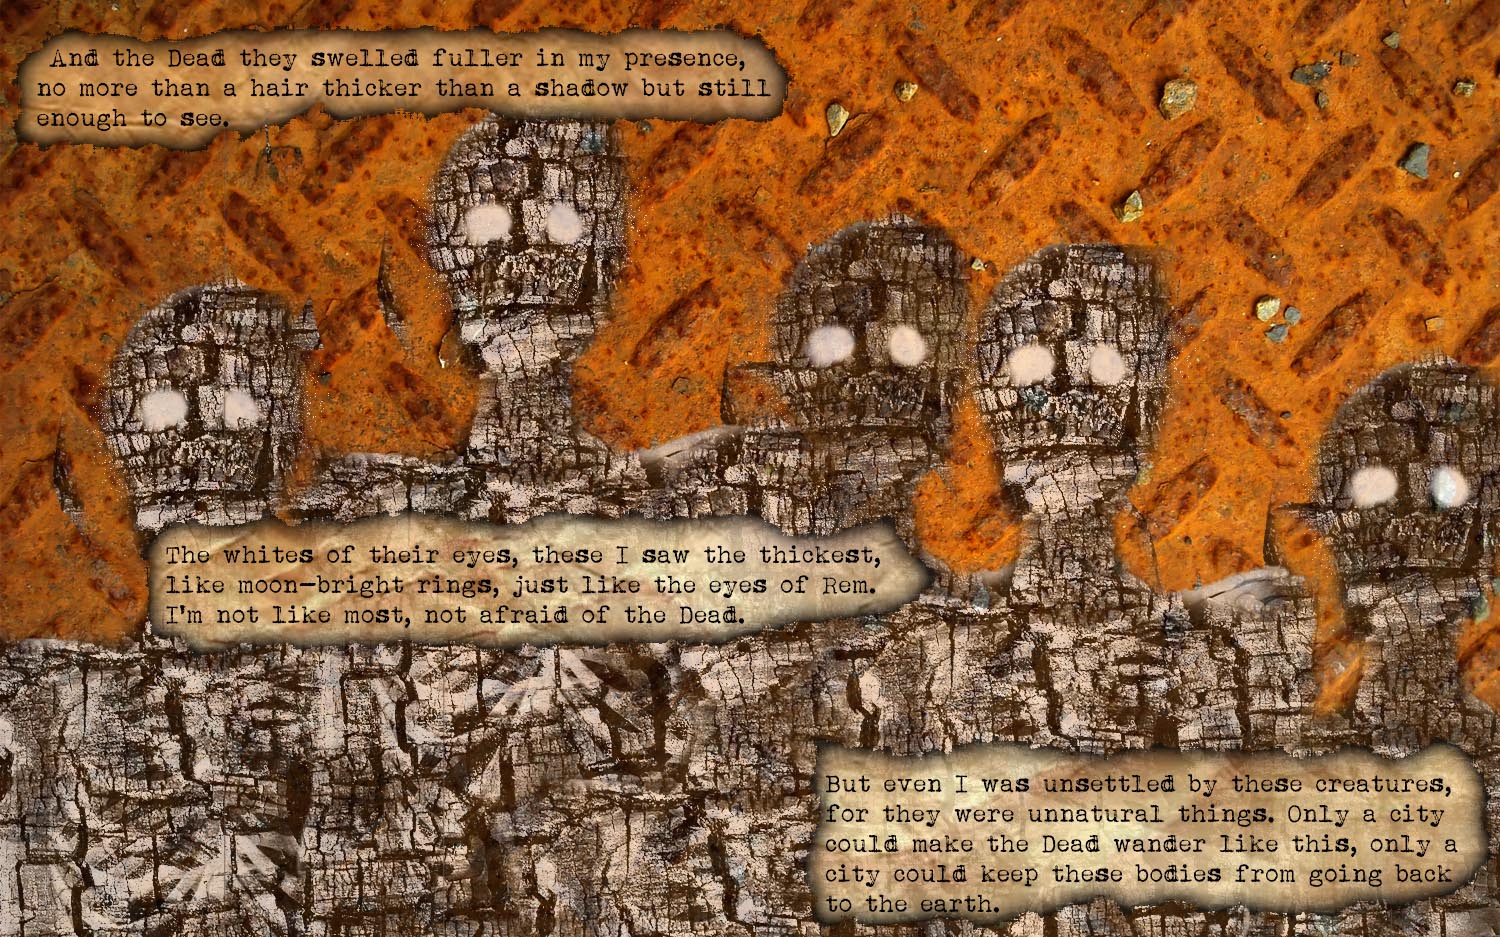 And the Dead they swelled fuller in my presence,
no more than a hair thicker than a shadow but still
enough to see.
The whites of their eyes, these I saw the thickest,
like moon-bright rings, just like the eyes of Rem.
I'm not like most, not afraid of the Dead.
But even I was unsettled by these creatures,
for they were unnatural things. Only a city
could make the Dead wander like this, only a
city could keep these bodies from going back
to the earth.